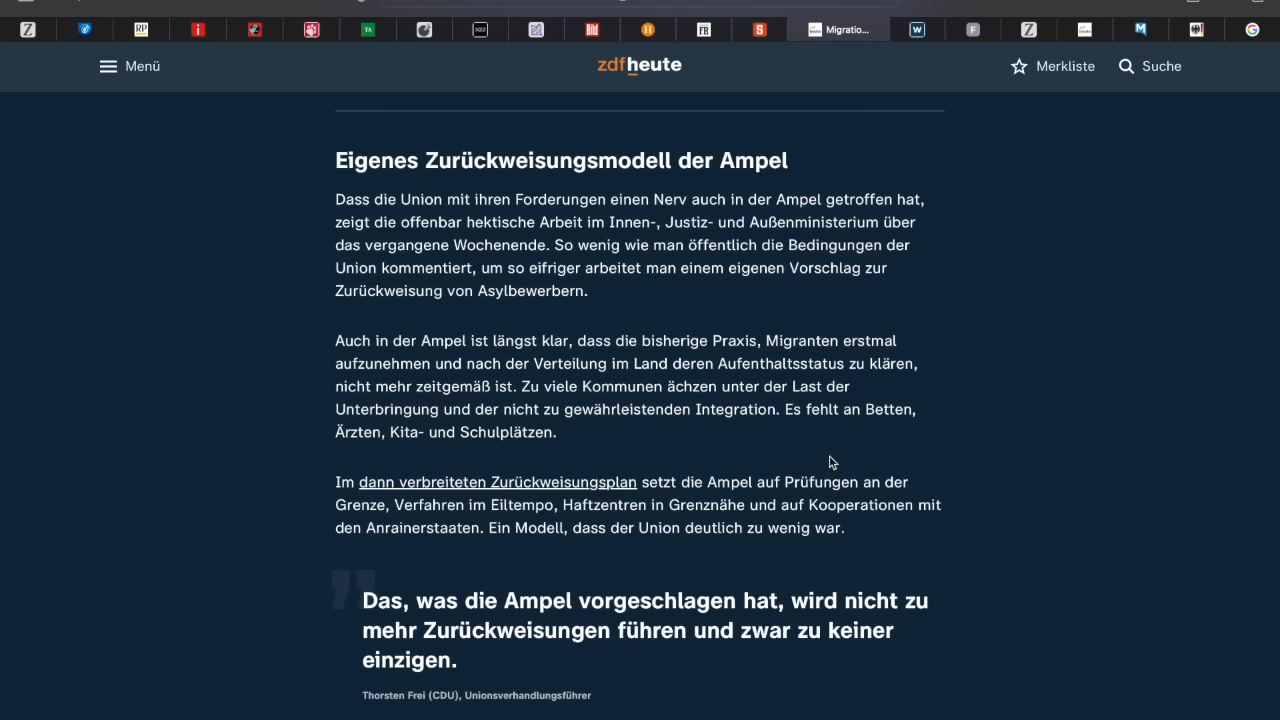 Z
RP
i
TA
NZZ
Bild
H
FR
S
Migratio...
W
F
Z
M
G
Menü
zdfheute
Merkliste
Suche
Eigenes Zurückweisungsmodell der Ampel
Dass die Union mit ihren Forderungen einen Nerv auch in der Ampel getroffen hat,
zeigt die offenbar hektische Arbeit im Innen-, Justiz- und Außenministerium über
das vergangene Wochenende. So wenig wie man öffentlich die Bedingungen der
Union kommentiert, um so eifriger arbeitet man einem eigenen Vorschlag zur
Zurückweisung von Asylbewerbern.
Auch in der Ampel ist längst klar, dass die bisherige Praxis, Migranten erstmal
aufzunehmen und nach der Verteilung im Land deren Aufenthaltsstatus zu klären,
nicht mehr zeitgemäß ist. Zu viele Kommunen ächzen unter der Last der
Unterbringung und der nicht zu gewährleistenden Integration. Es fehlt an Betten,
Ärzten, Kita- und Schulplätzen.
Im dann verbreiteten Zurückweisungsplan setzt die Ampel auf Prüfungen an der
Grenze, Verfahren im Eiltempo, Haftzentren in Grenznähe und auf Kooperationen mit
den Anrainerstaaten. Ein Modell, dass der Union deutlich zu wenig war.
”
Das, was die Ampel vorgeschlagen hat, wird nicht zu
mehr Zurückweisungen führen und zwar zu keiner
einzigen.
Thorsten Frei (CDU), Unionsverhandlungsführer